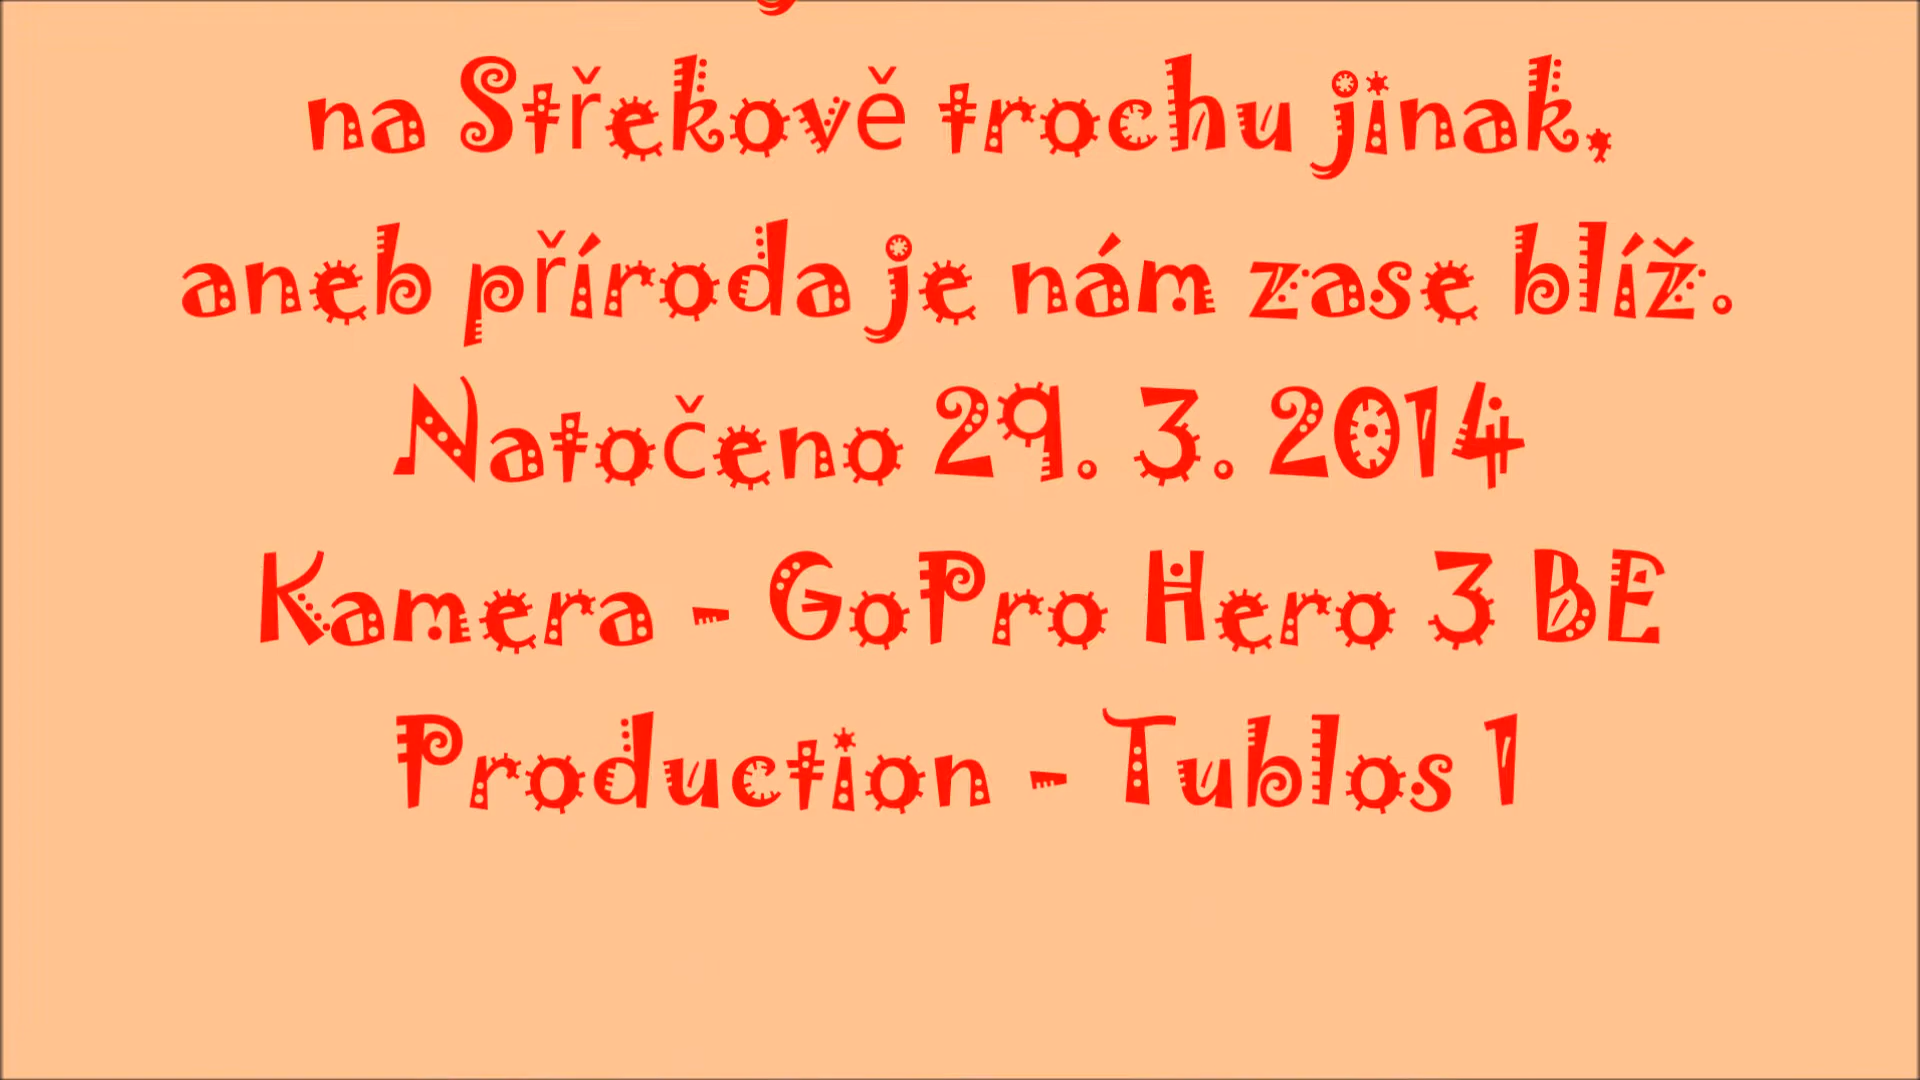 na Střekově trochu jinak,
aneb příroda je nám zase blíž.
Natočeno 29. 3. 2014
Kamera - GoPro Hero 3 BE
Production - Tublos 1